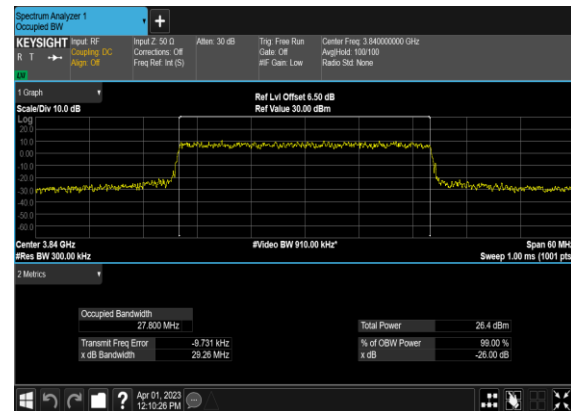 Spectrum Analyzer 1
Occupied BW
KEYSIGHT Input: RF Input Z: 50 Ω Atten: 30 dB Trig: Free Run Center Freq: 3.840000000 GHz
R T Coupling: DC Corrections: Off Gate: Off Avg|Hold: 100/100
Align: Off Freq Ref: Int (S) #IF Gain: Low Radio Std: None
LW
1 Graph
Ref Lvl Offset 6.50 dB
Scale/Div 10.0 dB Ref Value 30.00 dBm
Log
20.0
10.0
0.00
-10.0
-20.0
-30.0
-40.0
-50.0
-60.0
Center 3.84 GHz #Video BW 910.00 kHz* Span 60 MHz
#Res BW 300.00 kHz Sweep 1.00 ms (1001 pts
2 Metrics
Occupied Bandwidth
27.800 MHz Total Power 26.4 dBm
Transmit Freq Error -9.731 kHz % of OBW Power 99.00 %
x dB Bandwidth 29.26 MHz x dB -26.00 dB
? Apr 01, 2023
12:10:26 PM